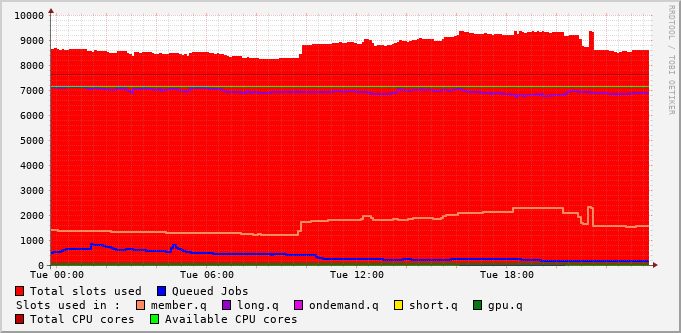 10000
9000
8000
7000
6000
5000
4000
3000
2000
1000
0
Tue 00:00 Tue 06:00 Tue 12:00 Tue 18:00
Total slots used Queued Jobs
Slots used in : member.q long.q ondemand.q short.q gpu.q
Total CPU cores Available CPU cores
RRDTOOL / TOBI OETIKER